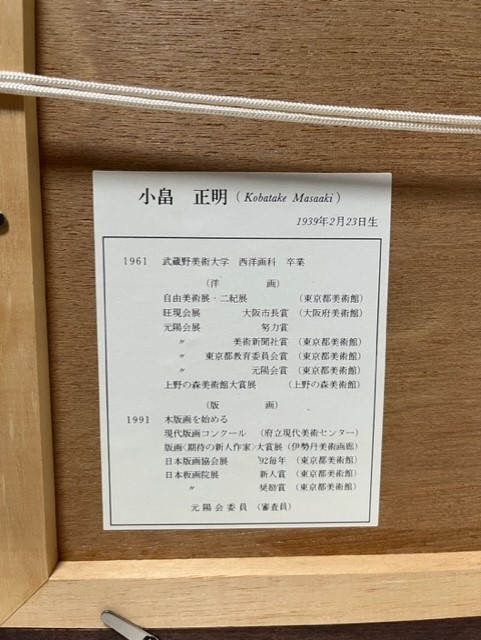 小畠　正明 (Kobatake Masaaki)
1939年2月23日生
1961　武蔵野美術大学　西洋画科　卒業
（洋　　画）
自由美術展・二紀展　（東京都美術館）
旺現会展　大阪市長賞　（大阪府美術館）
元陽会展　努力賞
〃　美術新聞社賞　（東京都美術館）
〃　東京都教育委員会賞　（東京都美術館）
〃　元陽会賞　（東京都美術館）
上野の森美術館大賞展　（上野の森美術館）
（版　　画）
1991　木版画を始める
現代版画コンクール　（府立現代美術センター）
版画〈期待の新人作家〉大賞展（伊勢丹美術画廊）
日本版画協会展　'92毎年　（東京都美術館）
日本板画院展　新人賞　（東京都美術館）
〃　奨励賞　（東京都美術館）
元陽会委員　（審査員）